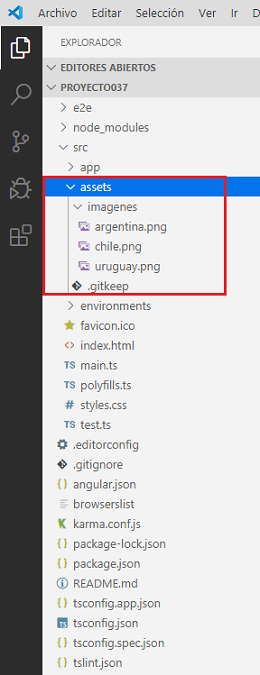 Archivo Editar Selección Ver Ir D
EXPLORADOR
EDITORES ABIERTOS
PROYECTO037
e2e
node_modules
src
app
assets
imagenes
argentina.png
chile.png
uruguay.png
.gitkeep
environments
favicon.ico
index.html
TS main.ts
TS polyfills.ts
# styles.css
TS test.ts
.editorconfig
.gitignore
{} angular.json
browserslist
karma.conf.js
{} package-lock.json
{} package.json
README.md
{} tsconfig.app.json
TS tsconfig.json
{} tsconfig.spec.json
{} tslint.json